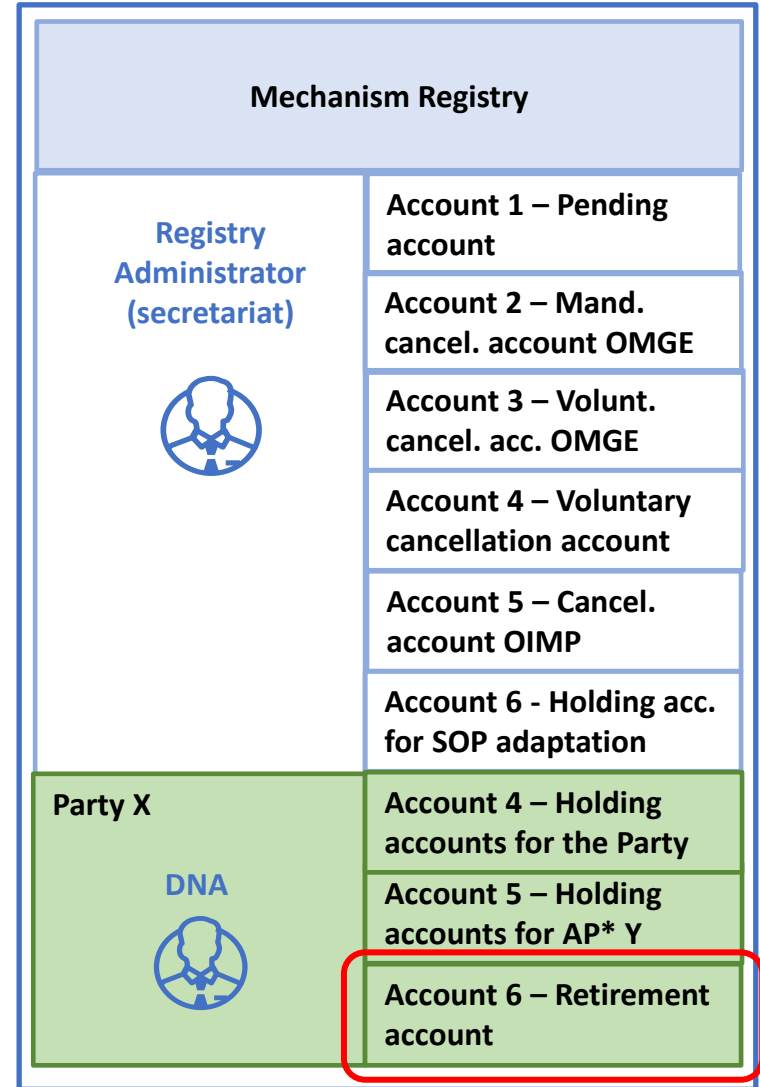 Mechanism Registry
Registry
Administrator
(secretariat)
Account 1 – Pending
account
Account 2 – Mand.
cancel. account OMGE
Account 3 – Volunt.
cancel. acc. OMGE
Account 4 – Voluntary
cancellation account
Account 5 – Cancel.
account OIMP
Account 6 - Holding acc.
for SOP adaptation
Party X
DNA
Account 4 – Holding
accounts for the Party
Account 5 – Holding
accounts for AP* Y
Account 6 – Retirement
account